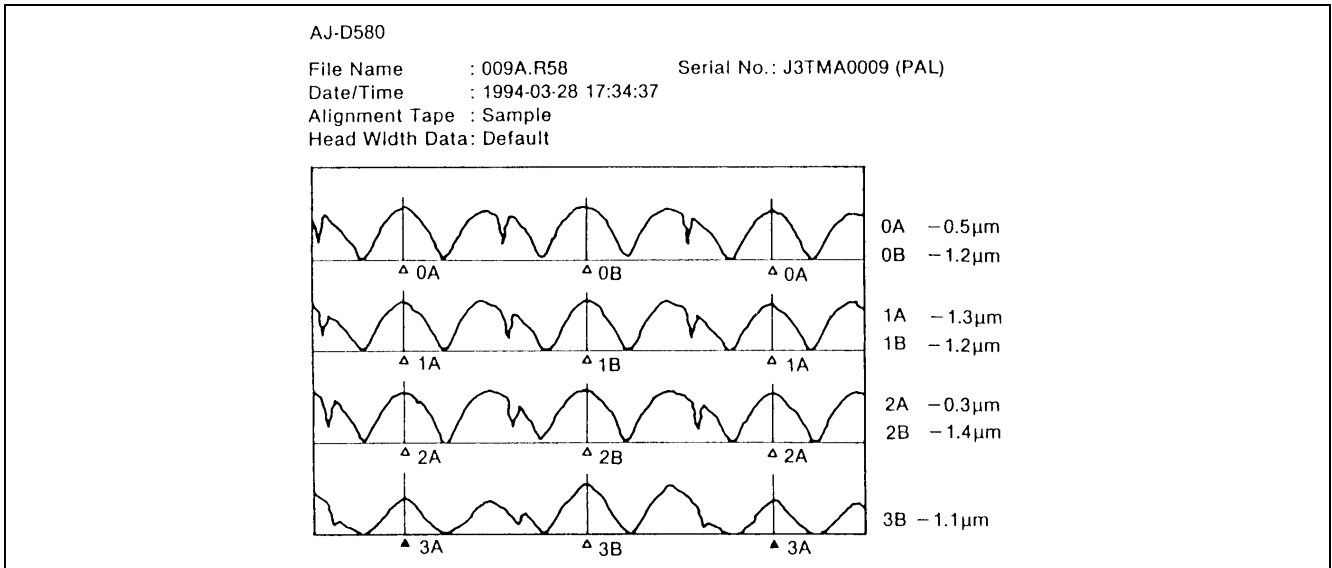 AJ-D580
File Name : 009A.R58 Serial No.: J3TMA0009 (PAL)
Date/Time : 1994-03-28 17:34:37
Alignment Tape : Sample
Head Width Data: Default
0A −0.5µm
0B −1.2µm
△ 0A △ 0B △ 0A
1A −1.3µm
1B −1.2µm
△ 1A △ 1B △ 1A
2A −0.3µm
2B −1.4µm
△ 2A △ 2B △ 2A
3B −1.1µm
▲ 3A △ 3B ▲ 3A